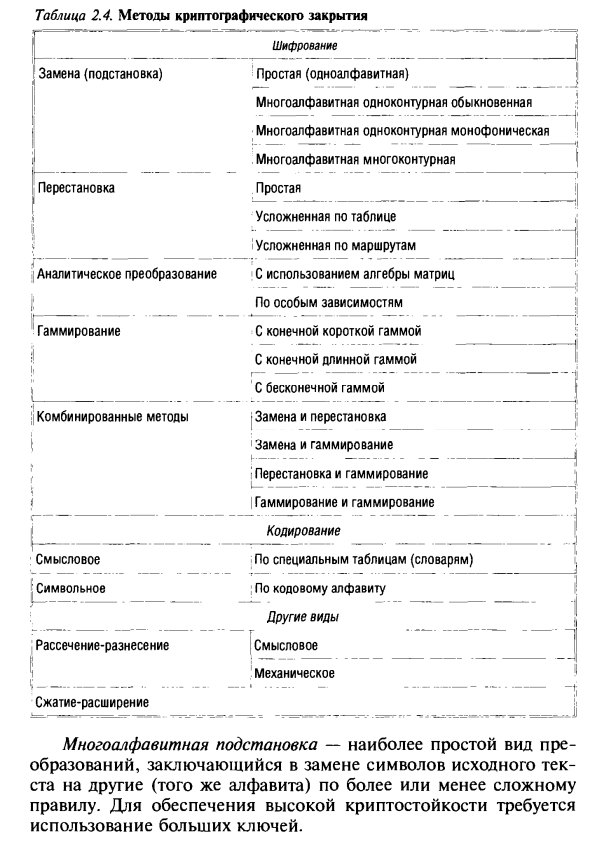 Таблица 2.4. Методы криптографического закрытия
Шифрование
Замена (подстановка) Простая (одноалфавитная)
Многоалфавитная одноконтурная обыкновенная
Многоалфавитная одноконтурная монофоническая
Многоалфавитная многоконтурная
Перестановка Простая
Усложненная по таблице
Усложненная по маршрутам
Аналитическое преобразование С использованием алгебры матриц
По особым зависимостям
Гаммирование С конечной короткой гаммой
С конечной длинной гаммой
С бесконечной гаммой
Комбинированные методы Замена и перестановка
Замена и гаммирование
Перестановка и гаммирование
Гаммирование и гаммирование
Кодирование
Смысловое По специальным таблицам (словарям)
Символьное По кодовому алфавиту
Другие виды
Рассечение-разнесение Смысловое
Механическое
Сжатие-расширение
Многоалфавитная подстановка — наиболее простой вид пре-
образований, заключающийся в замене символов исходного тек-
ста на другие (того же алфавита) по более или менее сложному
правилу. Для обеспечения высокой криптостойкости требуется
использование больших ключей.